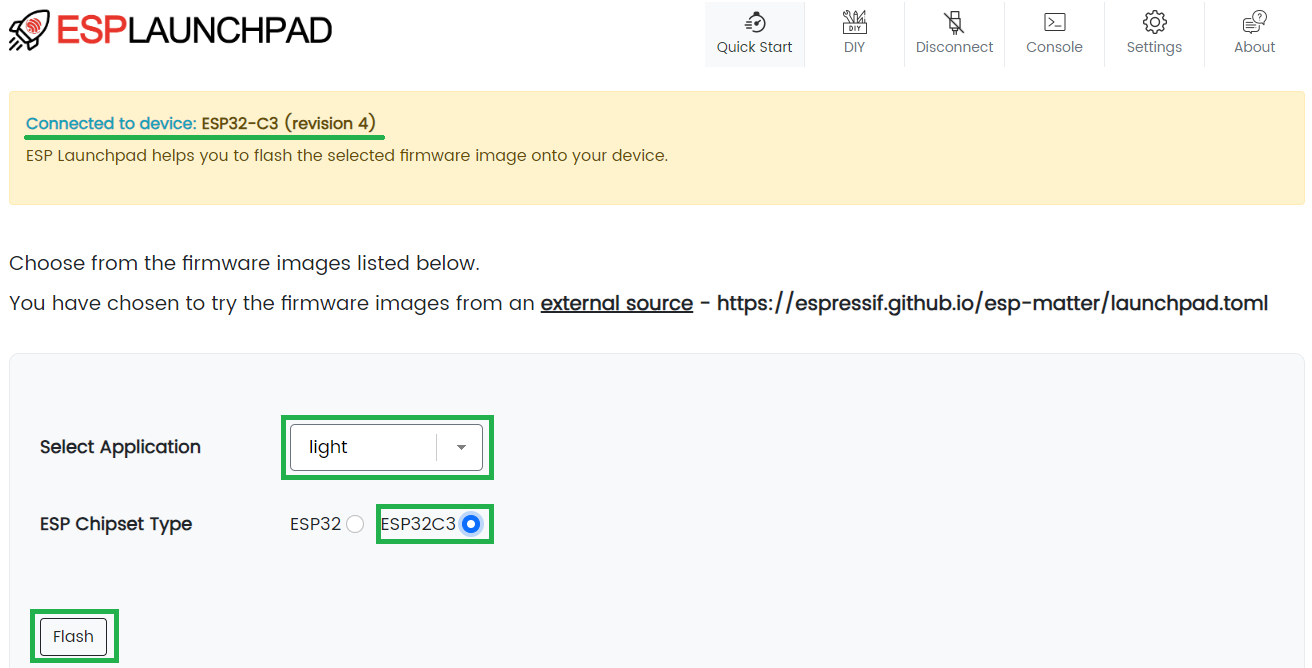 ESPLAUNCHPAD
Quick Start
DIY
DIY
Disconnect
Console
Settings
About
Connected to device: ESP32-C3 (revision 4)
ESP Launchpad helps you to flash the selected firmware image onto your device.
Choose from the firmware images listed below.
You have chosen to try the firmware images from an external source - https://espressif.github.io/esp-matter/launchpad.toml
Select Application
light
ESP Chipset Type
ESP32
ESP32C3
Flash